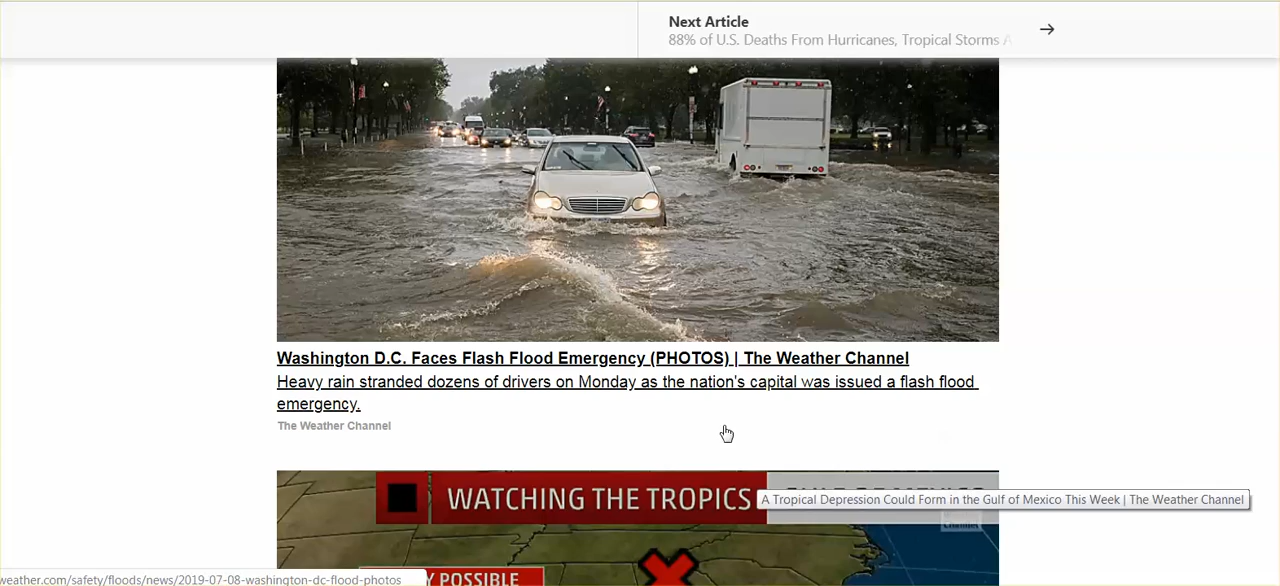 Next Article
88% of U.S. Deaths From Hurricanes, Tropical Storms A
Washington D.C. Faces Flash Flood Emergency (PHOTOS) | The Weather Channel
Heavy rain stranded dozens of drivers on Monday as the nation's capital was issued a flash flood
emergency.
The Weather Channel
WATCHING THE TROPICS
A Tropical Depression Could Form in the Gulf of Mexico This Week | The Weather Channel
Channel
Y POSSIBLE
weather.com/safety/floods/news/2019-07-08-washington-dc-flood-photos